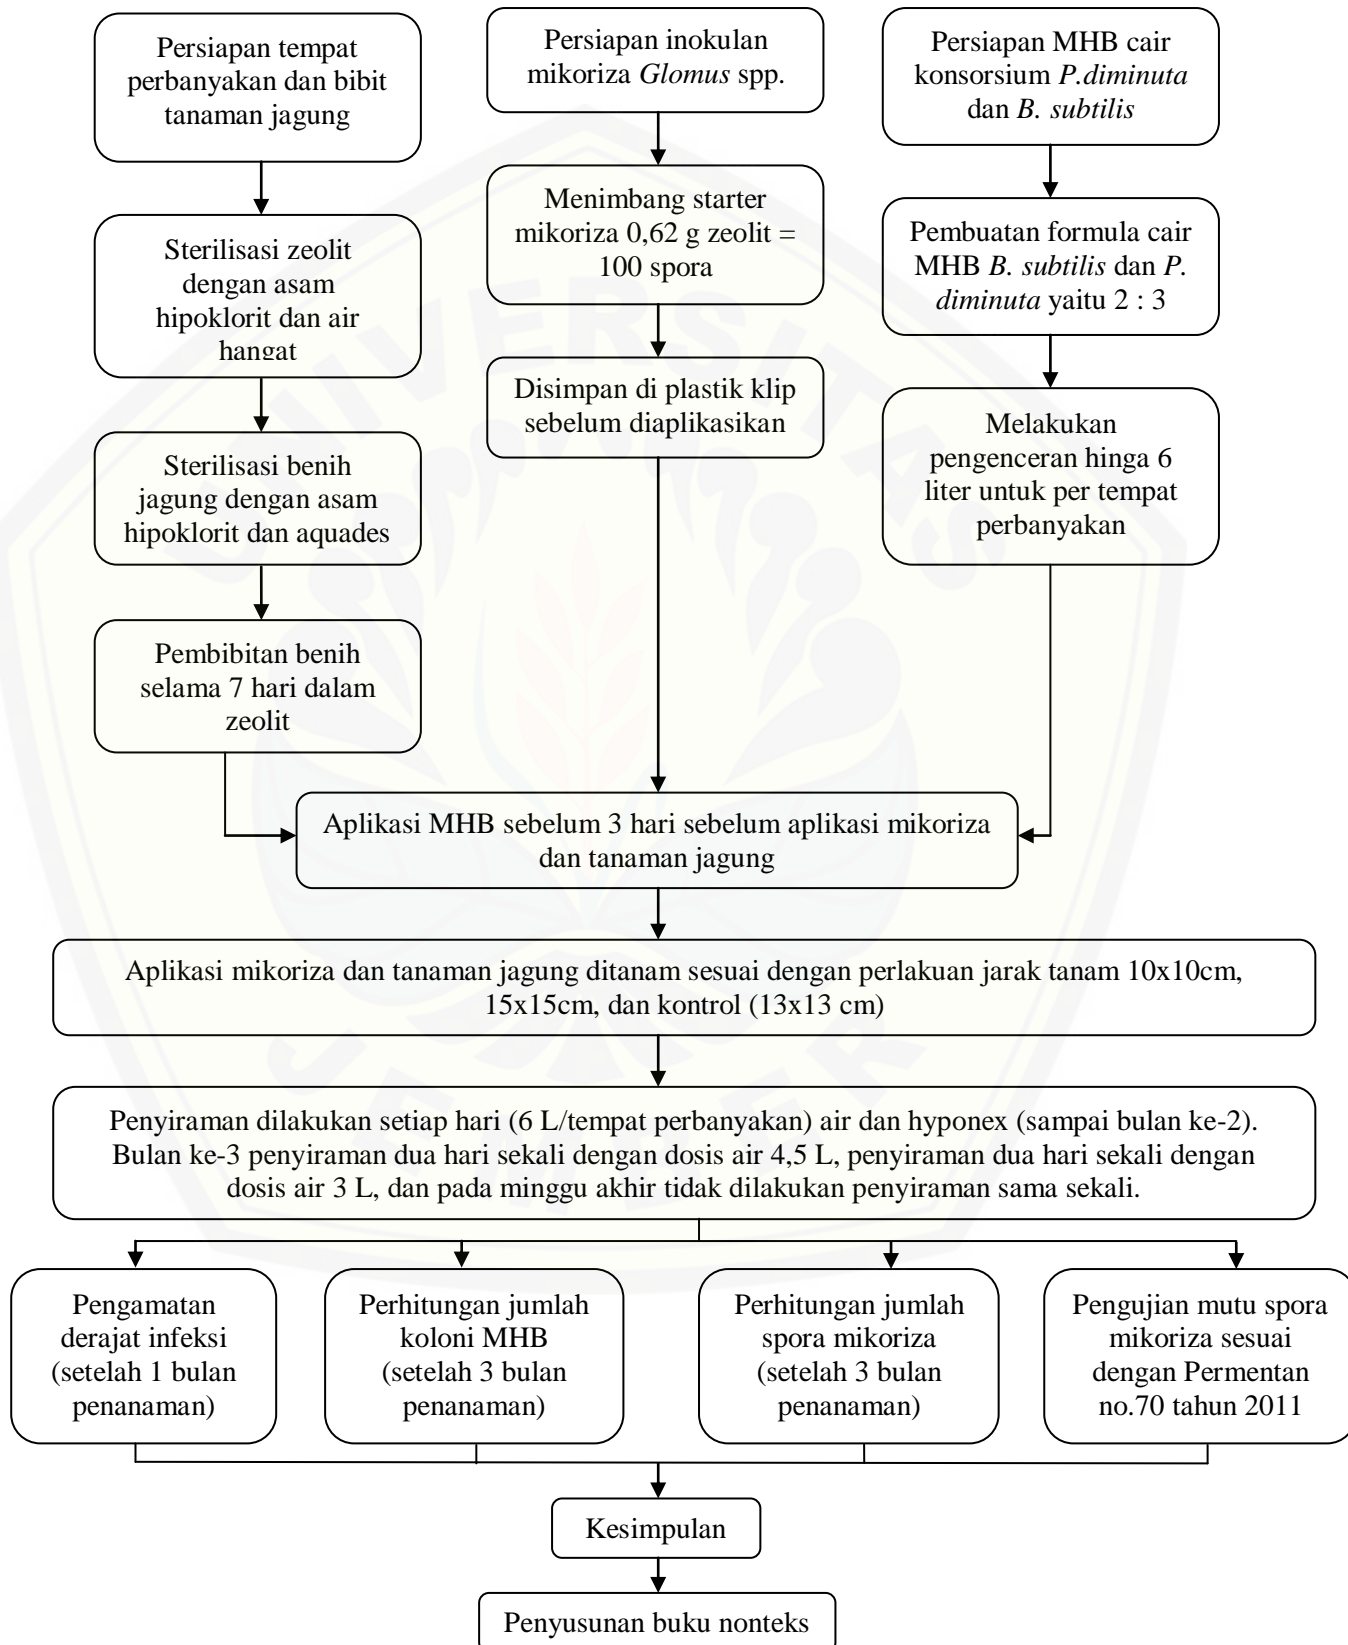 Persiapan tempat
perbanyakan dan bibit
tanaman jagung
Persiapan inokulan
mikoriza Glomus spp.
Persiapan MHB cair
konsorsium P.diminuta
dan B. subtilis
Sterilisasi zeolit
dengan asam
hipoklorit dan air
hangat
Menimbang starter
mikoriza 0,62 g zeolit =
100 spora
Pembuatan formula cair
MHB B. subtilis dan P.
diminuta yaitu 2 : 3
Sterilisasi benih
jagung dengan asam
hipoklorit dan aquades
Disimpan di plastik klip
sebelum diaplikasikan
Melakukan
pengenceran hingga 6
liter untuk per tempat
perbanyakan
Pembibitan benih
selama 7 hari dalam
zeolit
Aplikasi MHB sebelum 3 hari sebelum aplikasi mikoriza
dan tanaman jagung
Aplikasi mikoriza dan tanaman jagung ditanam sesuai dengan perlakuan jarak tanam 10x10cm,
15x15cm, dan kontrol (13x13 cm)
Penyiraman dilakukan setiap hari (6 L/tempat perbanyakan) air dan hyponex (sampai bulan ke-2).
Bulan ke-3 penyiraman dua hari sekali dengan dosis air 4,5 L, penyiraman dua hari sekali dengan
dosis air 3 L, dan pada minggu akhir tidak dilakukan penyiraman sama sekali.
Pengamatan
derajat infeksi
(setelah 1 bulan
penanaman)
Perhitungan jumlah
koloni MHB
(setelah 3 bulan
penanaman)
Perhitungan jumlah
spora mikoriza
(setelah 3 bulan
penanaman)
Pengujian mutu spora
mikoriza sesuai
dengan Permentan
no.70 tahun 2011
Kesimpulan
Penyusunan buku nonteks
UNIVERSITAS
JEMBER